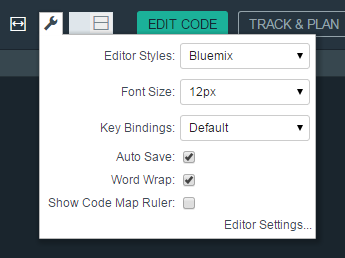 EDIT CODE TRACK & PLAN
Editor Styles: Bluemix
Font Size: 12px
Key Bindings: Default
Auto Save:
Word Wrap:
Show Code Map Ruler:
Editor Settings...